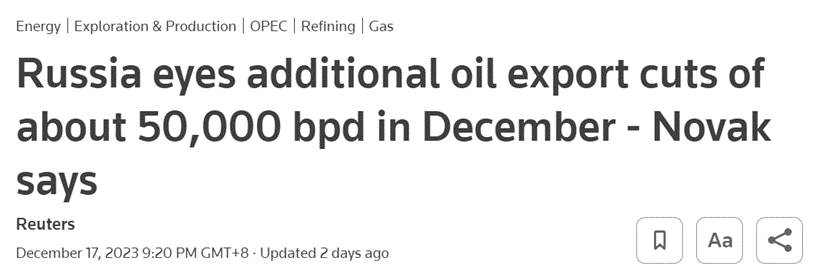 Energy | Exploration & Production | OPEC | Refining | Gas
Russia eyes additional oil export cuts of
about 50,000 bpd in December - Novak
says
Reuters
December 17, 2023 9:20 PM GMT+8 · Updated 2 days ago
Aa